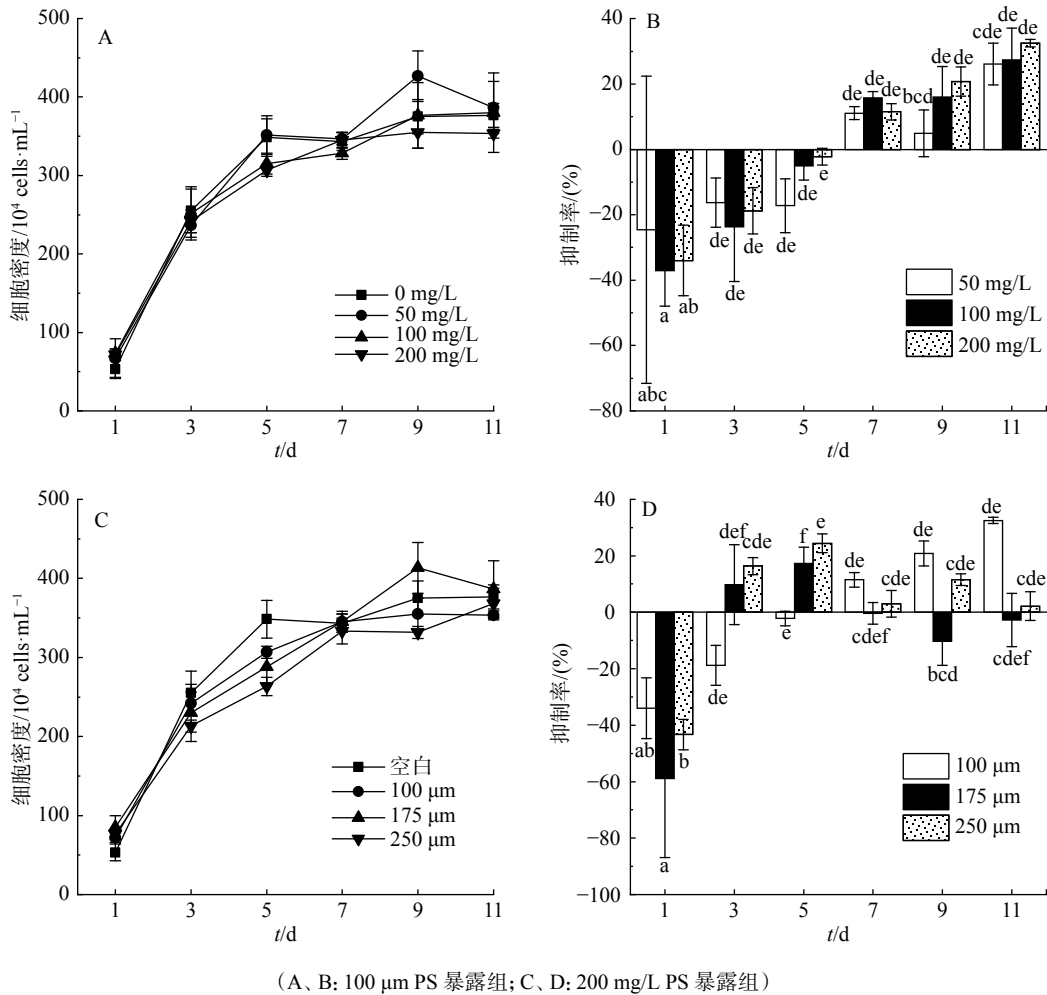 A
500
400
300
200
100
0
细胞密度/10⁴ cells·mL⁻¹
0 mg/L
50 mg/L
100 mg/L
200 mg/L
1 3 5 7 9 11
t/d
B
40
20
0
−20
−40
−60
−80
抑制率/(%)
abc a ab
de de de
de de e
de de de
bcd de de
cde de de
50 mg/L
100 mg/L
200 mg/L
1 3 5 7 9 11
t/d
C
500
400
300
200
100
0
细胞密度/10⁴ cells·mL⁻¹
空白
100 μm
175 μm
250 μm
1 3 5 7 9 11
t/d
D
40
20
0
−20
−40
−60
−80
−100
抑制率/(%)
ab a b
de def cde
e f e
de cdef cde
de bcd cde
de cdef cde
100 μm
175 μm
250 μm
1 3 5 7 9 11
t/d
(A、B: 100 μm PS 暴露组; C、D: 200 mg/L PS 暴露组)